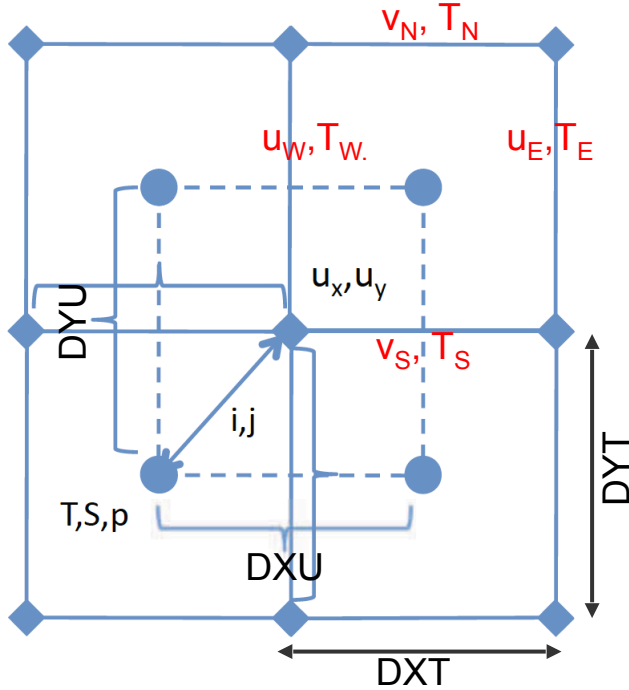 v_N, T_N
u_W,T_W.
u_E,T_E
u_x,u_y
DYU
v_S, T_S
i,j
DYT
T,S,p
DXU
DXT